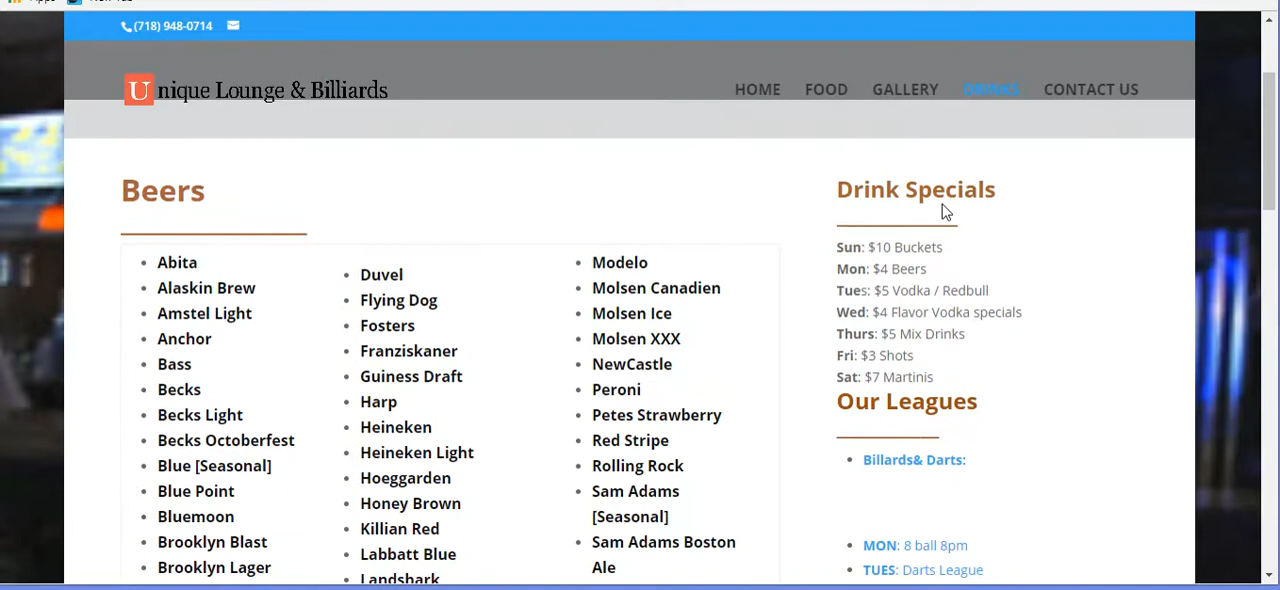 (718) 948-0714
Unique Lounge & Billiards
HOME FOOD GALLERY DRINKS CONTACT US
Beers
Abita
Alaskin Brew
Amstel Light
Anchor
Bass
Becks
Becks Light
Becks Octoberfest
Blue [Seasonal]
Blue Point
Bluemoon
Brooklyn Blast
Brooklyn Lager
Duvel
Flying Dog
Fosters
Franziskaner
Guiness Draft
Harp
Heineken
Heineken Light
Hoeggarden
Honey Brown
Killian Red
Labbatt Blue
Landshark
Modelo
Molsen Canadien
Molsen Ice
Molsen XXX
NewCastle
Peroni
Petes Strawberry
Red Stripe
Rolling Rock
Sam Adams
[Seasonal]
Sam Adams Boston
Ale
Drink Specials
Sun: $10 Buckets
Mon: $4 Beers
Tues: $5 Vodka / Redbull
Wed: $4 Flavor Vodka specials
Thurs: $5 Mix Drinks
Fri: $3 Shots
Sat: $7 Martinis
Our Leagues
Billards& Darts:
MON: 8 ball 8pm
TUES: Darts League